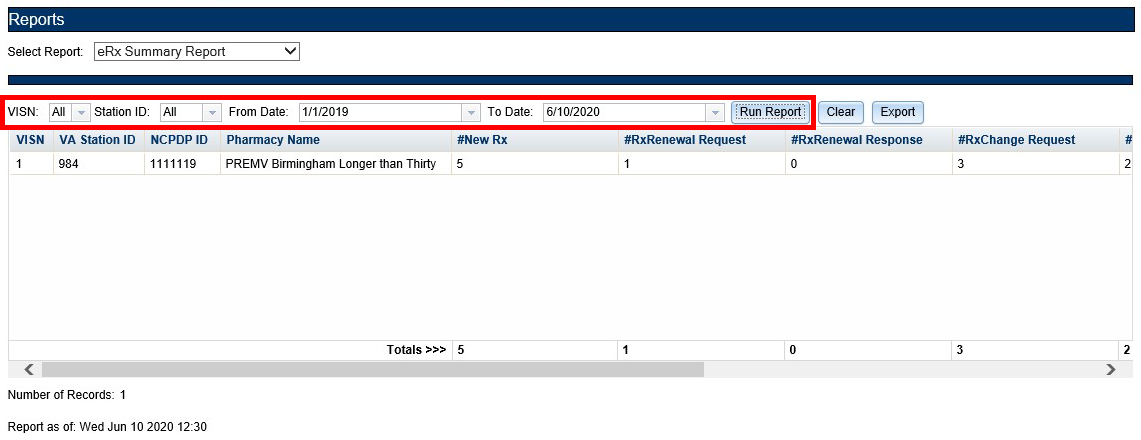 Reports
Select Report: eRx Summary Report
VISN: All Station ID: All From Date: 1/1/2019 To Date: 6/10/2020 Run Report Clear Export
VISN VA Station ID NCPDP ID Pharmacy Name #New Rx #RxRenewal Request #RxRenewal Response #RxChange Request #
1 984 1111119 PREMV Birmingham Longer than Thirty 5 1 0 3 2
Totals >>> 5 1 0 3 2
Number of Records: 1
Report as of: Wed Jun 10 2020 12:30